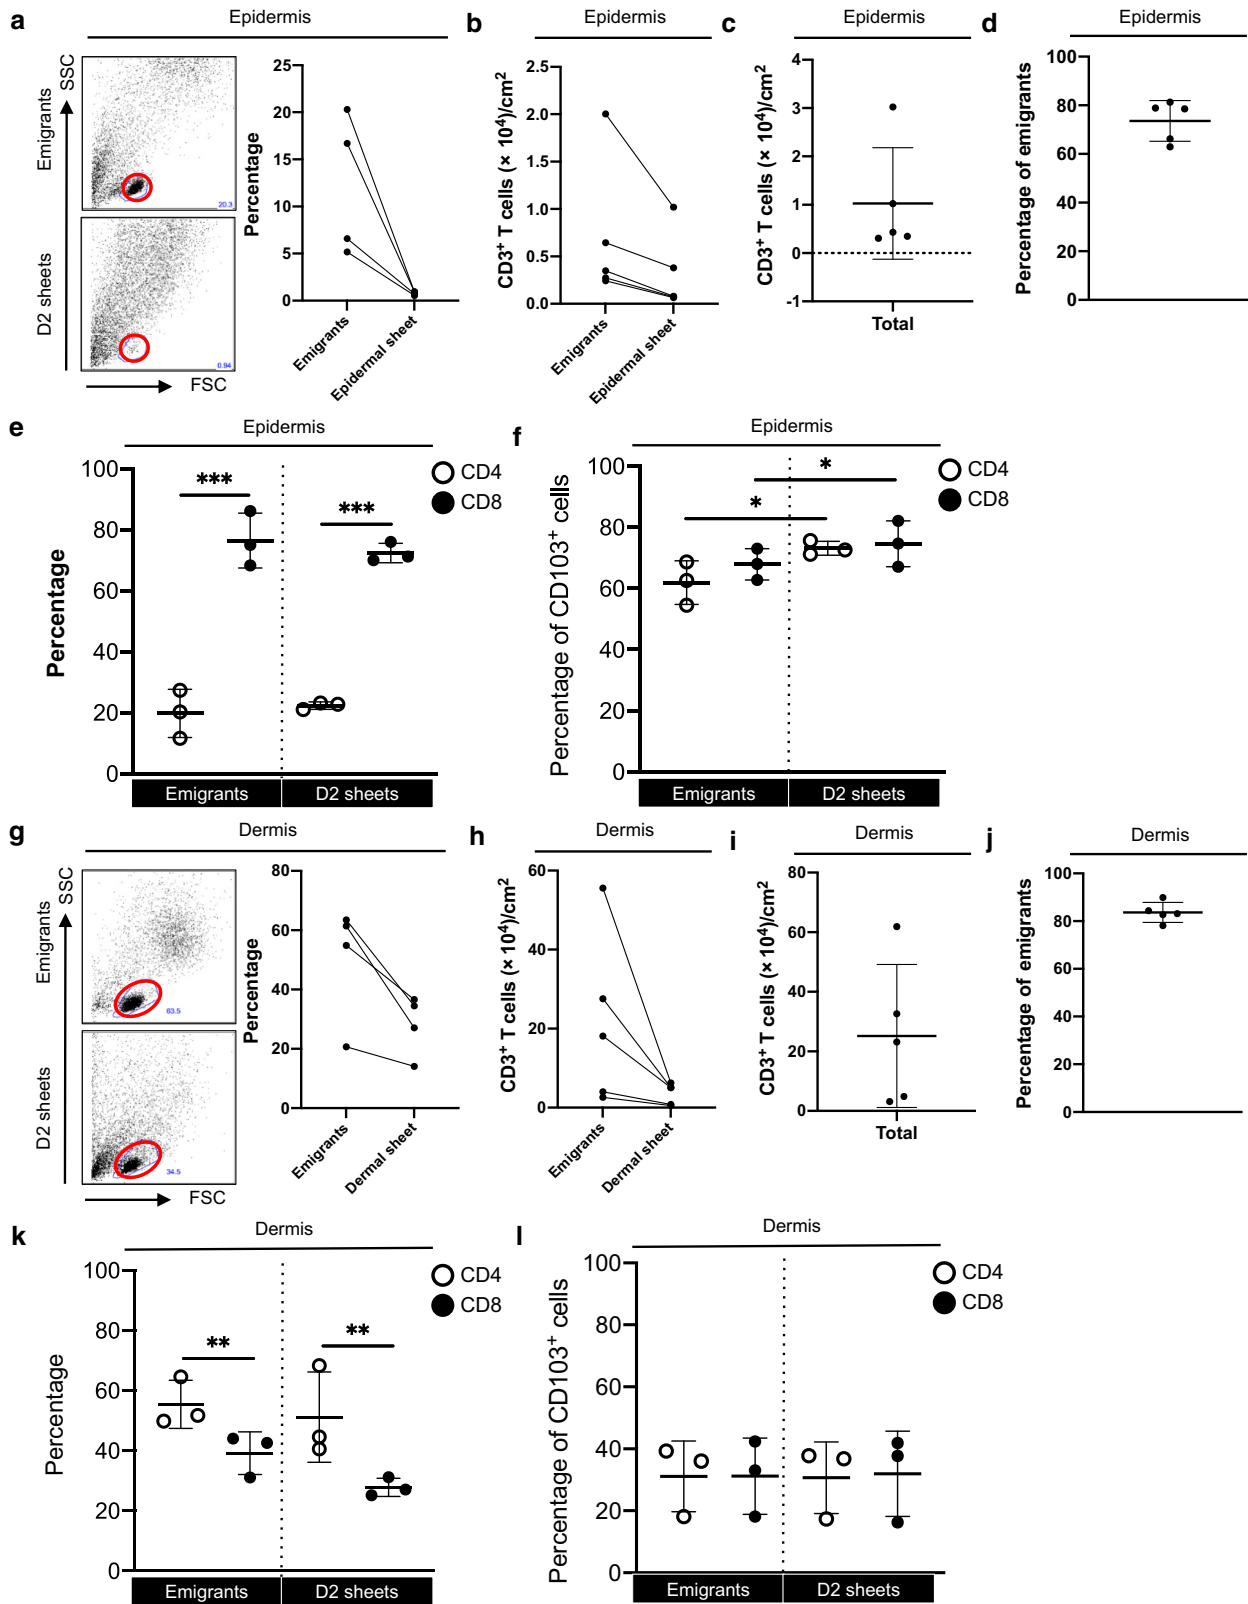 a
Epidermis
SSC
Emigrants
20.3
D2 sheets
0.94
FSC
Percentage
25
20
15
10
5
0
Emigrants
Epidermal sheet
b
Epidermis
CD3⁺ T cells (× 10⁴)/cm²
2.5
2.0
1.5
1.0
0.5
0.0
Emigrants
Epidermal sheet
c
Epidermis
CD3⁺ T cells (× 10⁴)/cm²
4
3
2
1
0
-1
Total
d
Epidermis
Percentage of emigrants
100
80
60
40
20
0
e
Epidermis
Percentage
100
80
60
40
20
0
***
***
CD4
CD8
Emigrants
D2 sheets
f
Epidermis
Percentage of CD103⁺ cells
100
80
60
40
20
0
*
*
CD4
CD8
Emigrants
D2 sheets
g
Dermis
SSC
Emigrants
63.5
D2 sheets
34.5
FSC
Percentage
80
60
40
20
0
Emigrants
Dermal sheet
h
Dermis
CD3⁺ T cells (× 10⁴)/cm²
60
40
20
0
Emigrants
Dermal sheet
i
Dermis
CD3⁺ T cells (× 10⁴)/cm²
80
60
40
20
0
Total
j
Dermis
Percentage of emigrants
100
80
60
40
20
0
k
Dermis
Percentage
100
80
60
40
20
0
**
**
CD4
CD8
Emigrants
D2 sheets
l
Dermis
Percentage of CD103⁺ cells
100
80
60
40
20
0
CD4
CD8
Emigrants
D2 sheets